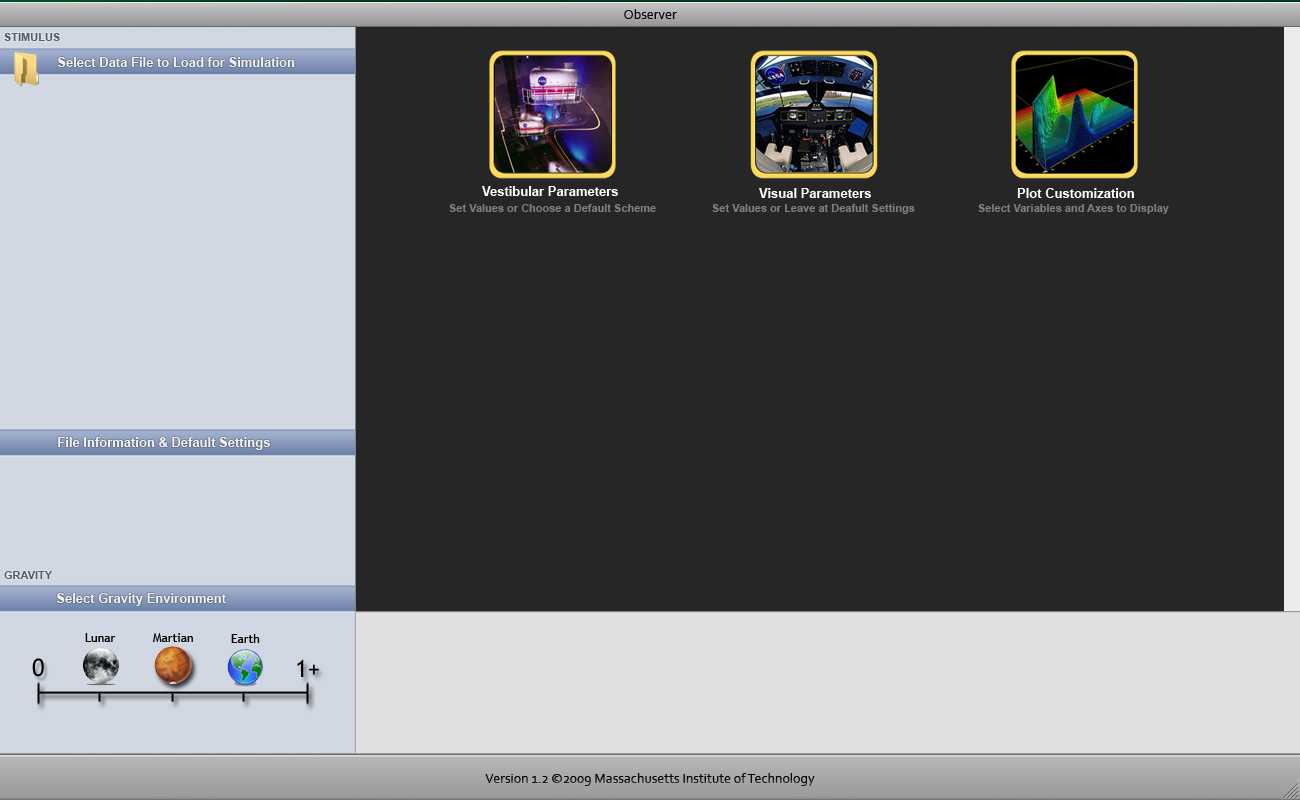 Observer
STIMULUS
Select Data File to Load for Simulation
Vestibular Parameters
Set Values or Choose a Default Scheme
Visual Parameters
Set Values or Leave at Deafult Settings
Plot Customization
Select Variables and Axes to Display
File Information & Default Settings
GRAVITY
Select Gravity Environment
Lunar Martian Earth
0 1+
Version 1.2 ©2009 Massachusetts Institute of Technology